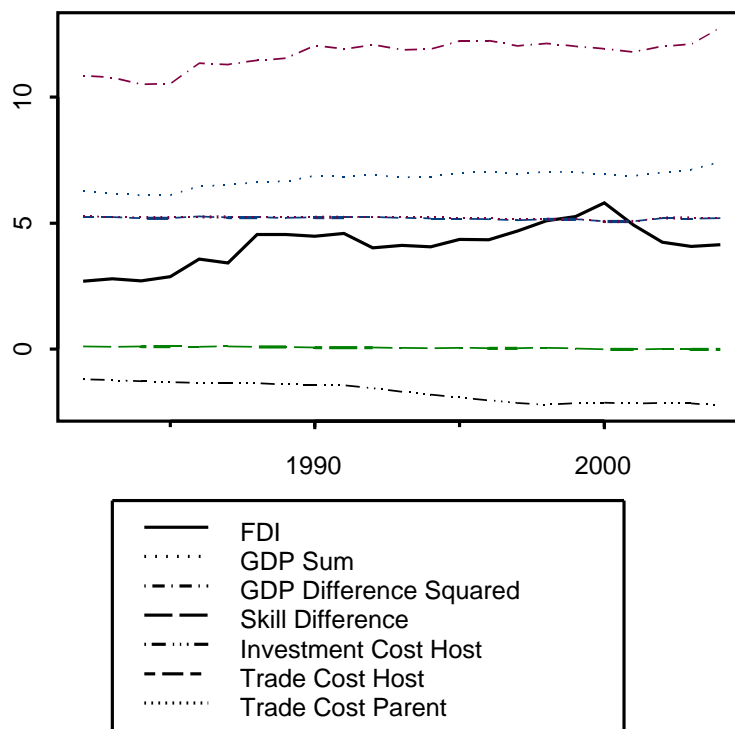 10
5
0
1990 2000
FDI
GDP Sum
GDP Difference Squared
Skill Difference
Investment Cost Host
Trade Cost Host
Trade Cost Parent